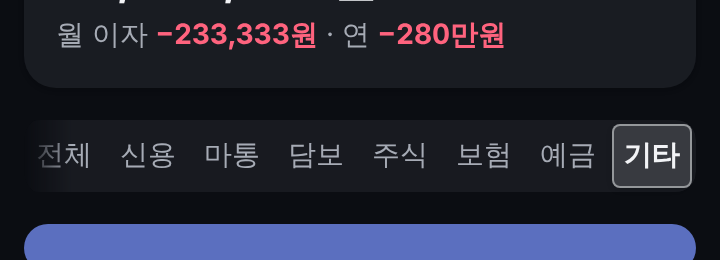 월 이자 −233,333원 · 연 −280만원
전체 신용 마통 담보 주식 보험 예금 기타